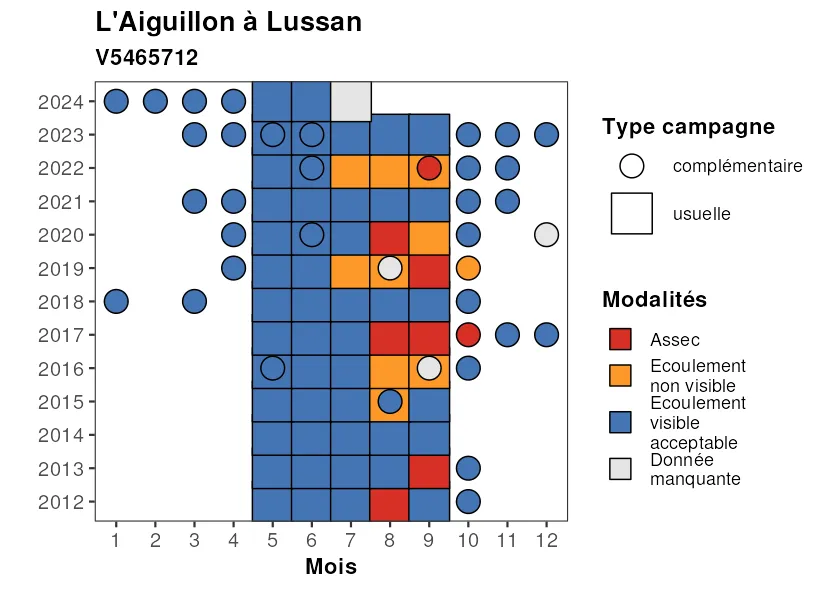 L'Aiguillon à Lussan
V5465712
2024
2023
2022
2021
2020
2019
2018
2017
2016
2015
2014
2013
2012
1 2 3 4 5 6 7 8 9 10 11 12
Mois
Type campagne
complémentaire
usuelle
Modalités
Assec
Ecoulement
non visible
Ecoulement
visible
acceptable
Donnée
manquante